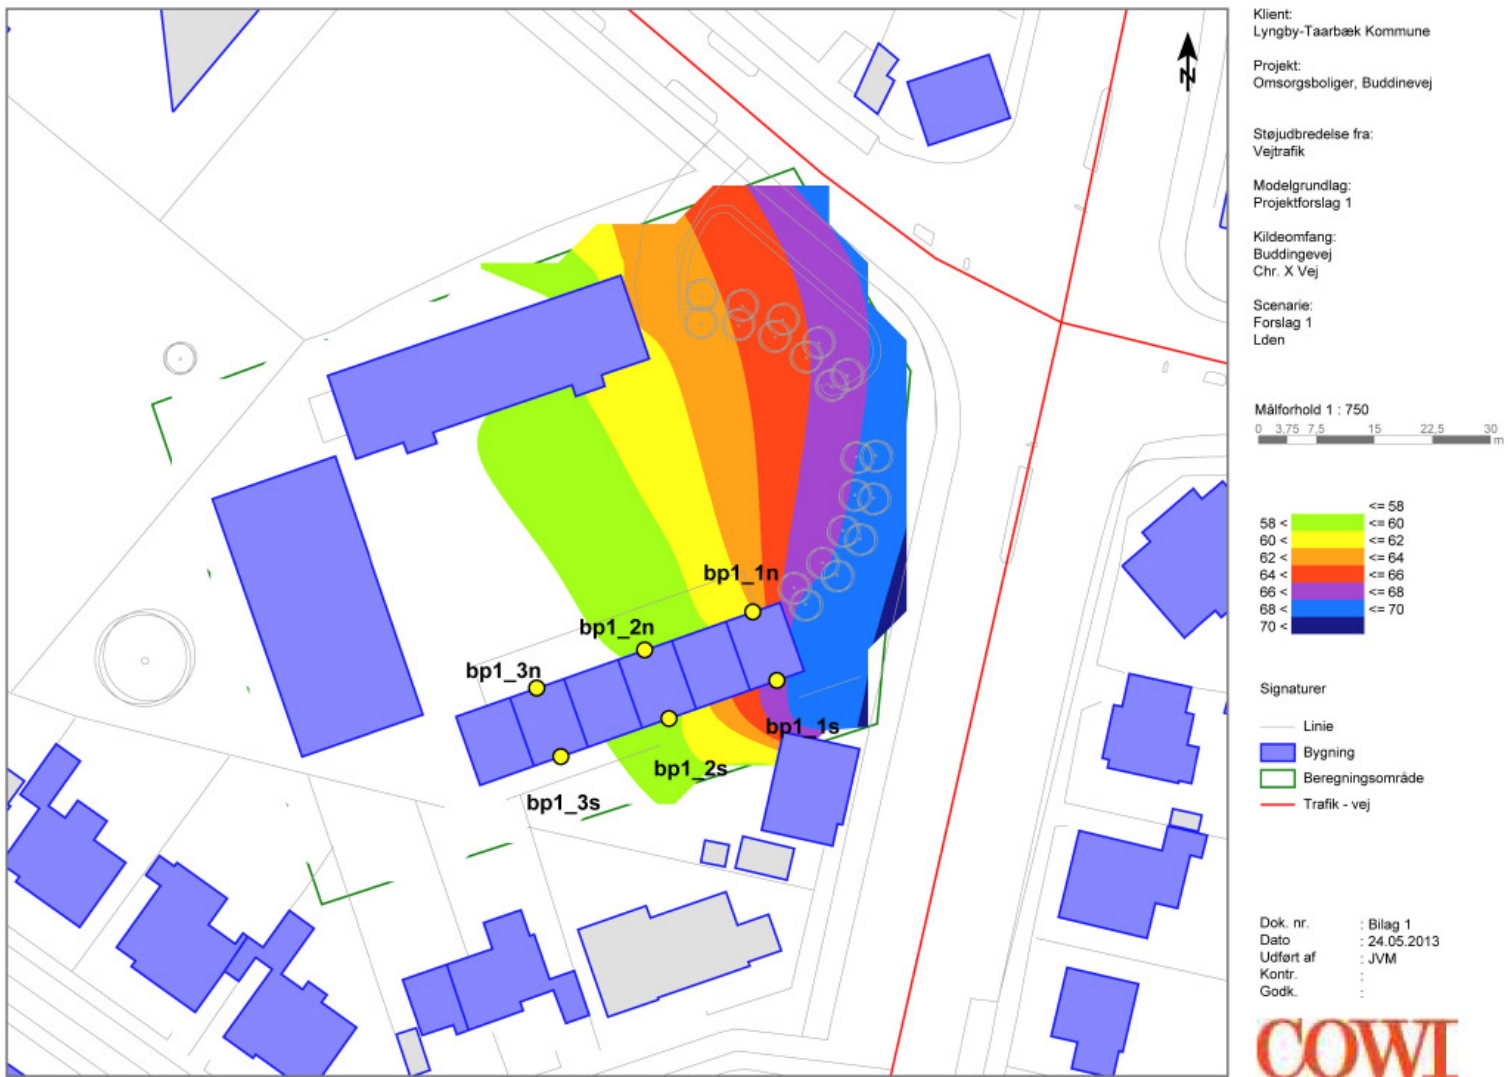 Klient:
Lyngby-Taarbæk Kommune
Projekt:
Omsorgsboliger, Buddinevej
Støjudbredelse fra:
Vejtrafik
Modelgrundlag:
Projektforslag 1
Kildeomfang:
Buddingevej
Chr. X Vej
Scenarie:
Forslag 1
Lden
Målforhold 1 : 750
0 3,75 7,5 15 22,5 30
m
<= 58
58 < <= 60
60 < <= 62
62 < <= 64
64 < <= 66
66 < <= 68
68 < <= 70
70 <
Signaturer
Linie
Bygning
Beregningsområde
Trafik - vej
Dok. nr. : Bilag 1
Dato : 24.05.2013
Udført af : JVM
Kontr. :
Godk. :
COWI
N
bp1_1n
bp1_2n
bp1_3n
bp1_1s
bp1_2s
bp1_3s